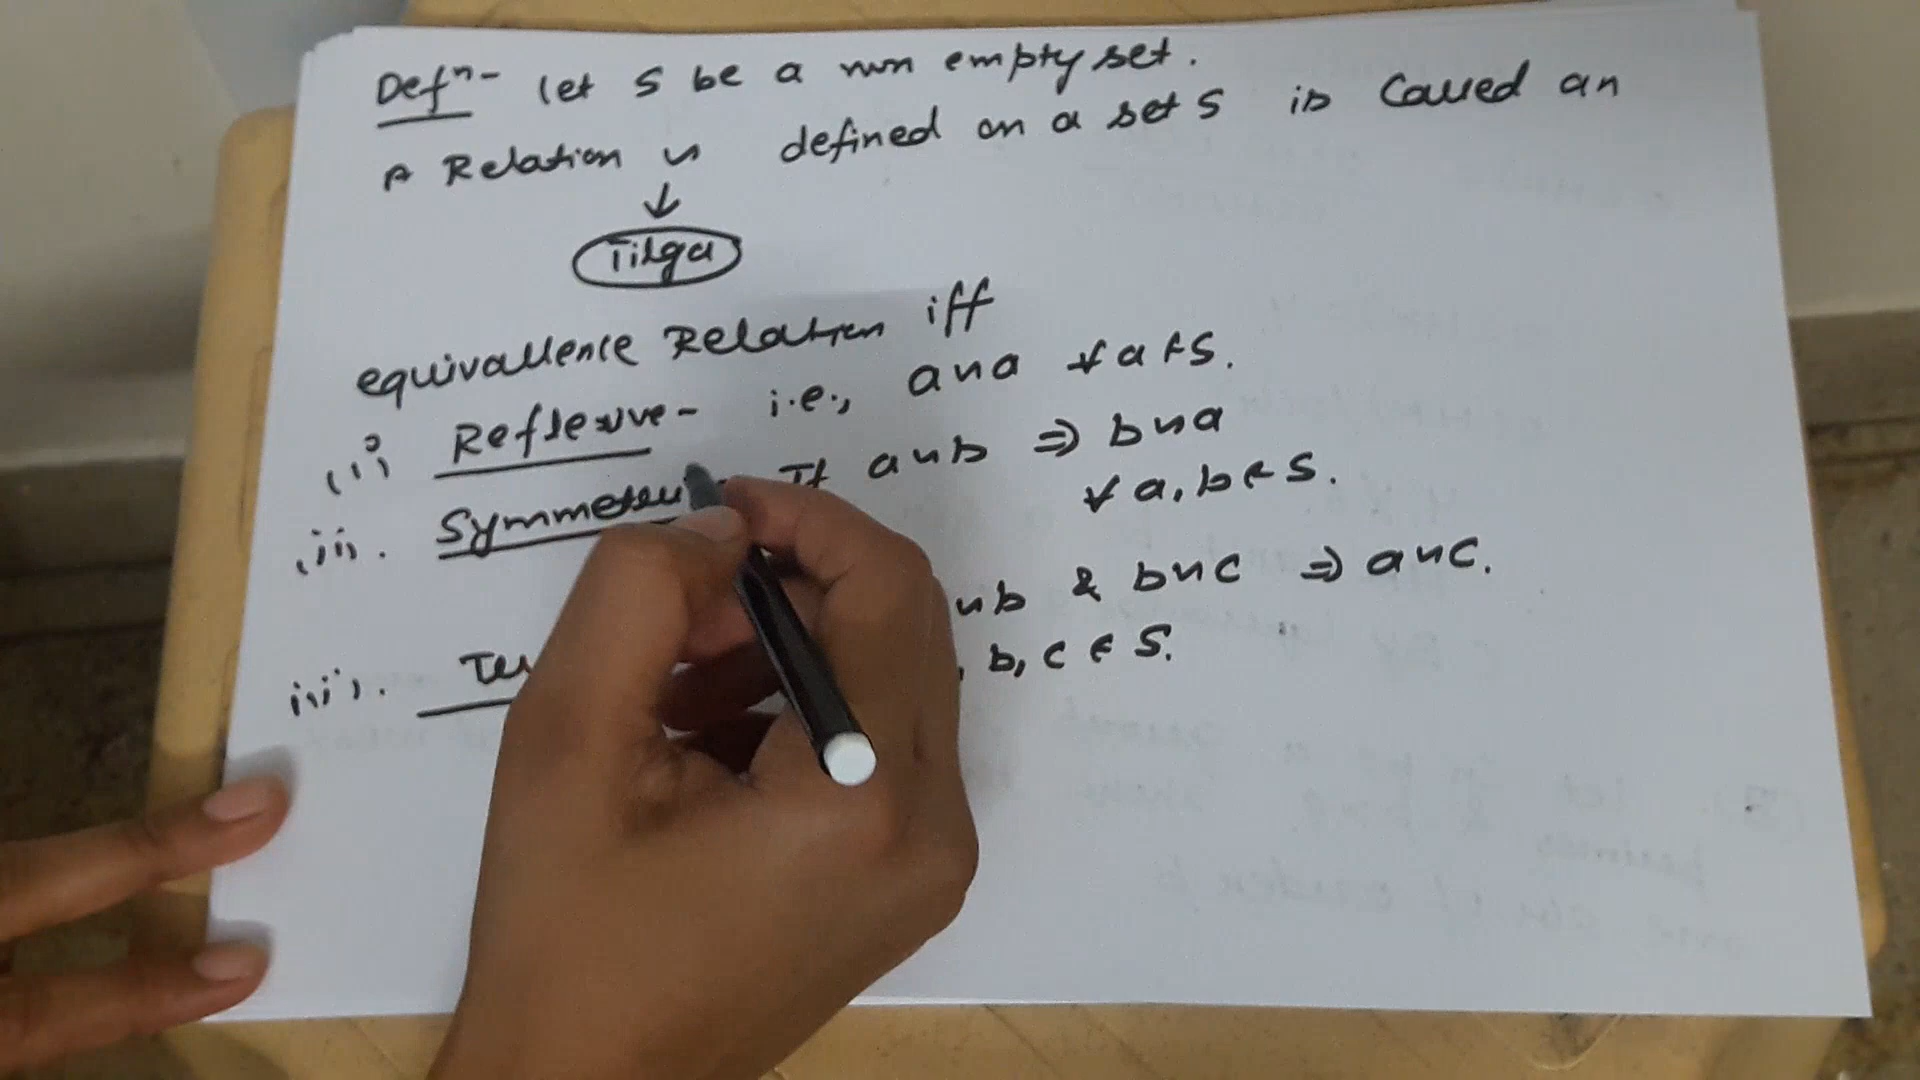 Defn- let S be a non empty set.
A Relation ~ defined on a set S is called an
↓
Tilga
equivallence Relation iff
(i) Reflexive- i.e., a~a ∀ a∈S.
(ii). Symmetric- If a~b ⇒ b~a
∀ a, b ∈ S.
~b & b~c ⇒ a~c.
(iii). , b, c ∈ S.